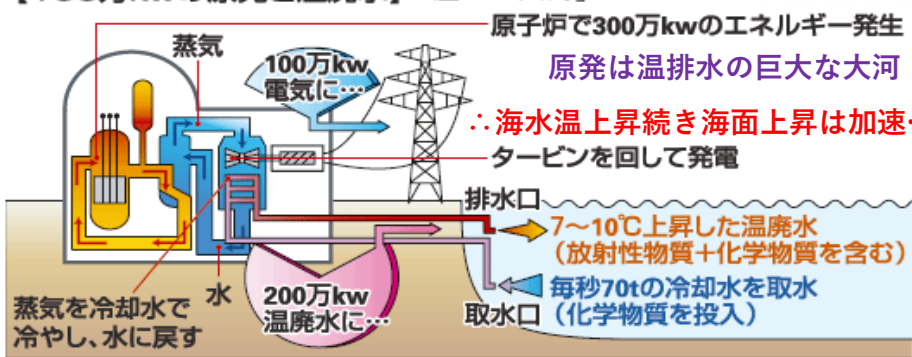 原子炉で300万kwのエネルギー発生
蒸気
100万kw
電気に…
原発は温排水の巨大な大河
∴海水温上昇続き海面上昇は加速
タービンを回して発電
排水口
7～10℃上昇した温廃水
（放射性物質＋化学物質を含む）
毎秒70tの冷却水を取水
取水口（化学物質を投入）
水
200万kw
温廃水に…
蒸気を冷却水で
冷やし、水に戻す